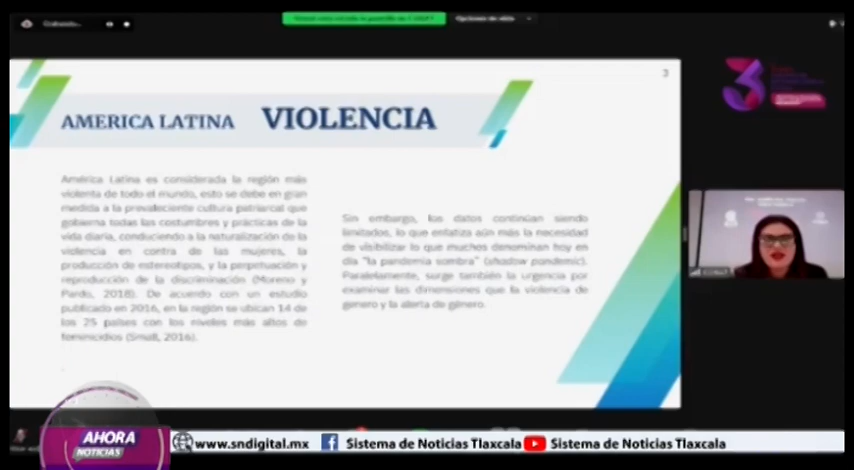 Opciones de vista
3
AMERICA LATINA VIOLENCIA
América Latina es considerada la región más
violenta de todo el mundo, esto se debe en gran
medida a la prevaleciente cultura patriarcal que
gobierna todas las costumbres y prácticas de la
vida diaria, conduciendo a la naturalización de la
violencia en contra de las mujeres, la
producción de estereotipos, y la perpetuación y
reproducción de la discriminación (Moreno y
Pardo, 2018). De acuerdo con un estudio
publicado en 2016, en la región se ubican 14 de
los 25 países con los niveles más altos de
feminicidios (Small, 2016).
Sin embargo, los datos continúan siendo
limitados, lo que enfatiza aún más la necesidad
de visibilizar lo que muchos denominan hoy en
día "la pandemia sombra" (shadow pandemic).
Paralelamente, surge también la urgencia por
examinar las dimensiones que la violencia de
genero y la alerta de género.
3
AHORA
NOTICIAS
www.sndigital.mx
Sistema de Noticias Tlaxcala
Sistema de Noticias Tlaxcala